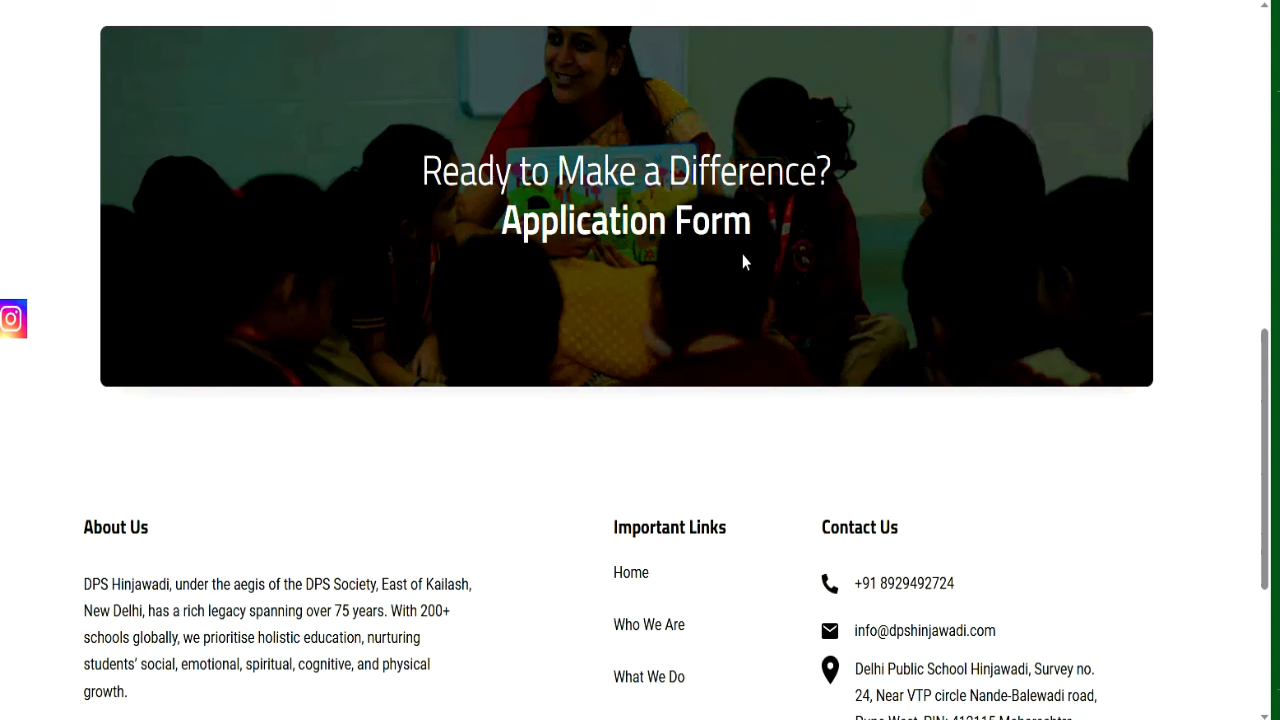 Ready to Make a Difference?
Application Form
About Us
DPS Hinjawadi, under the aegis of the DPS Society, East of Kailash,
New Delhi, has a rich legacy spanning over 75 years. With 200+
schools globally, we prioritise holistic education, nurturing
students' social, emotional, spiritual, cognitive, and physical
growth.
Important Links
Home
Who We Are
What We Do
Contact Us
+91 8929492724
info@dpshinjawadi.com
Delhi Public School Hinjawadi, Survey no.
24, Near VTP circle Nande-Balewadi road,